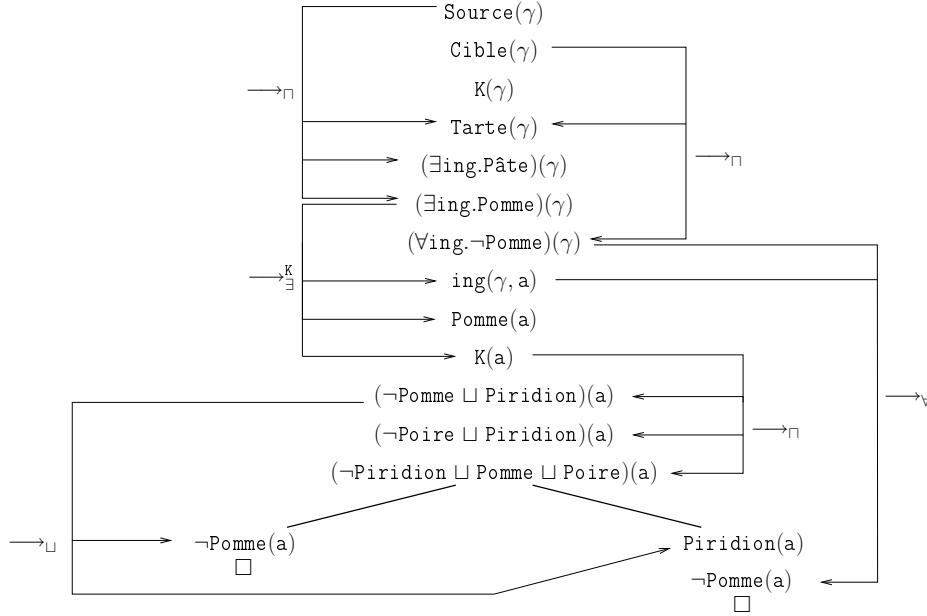 Source(γ)
Cible(γ)
K(γ)
⟶⊓
Tarte(γ)
(∃ing.Pâte)(γ)
⟶⊓
(∃ing.Pomme)(γ)
(∀ing.¬Pomme)(γ)
⟶∃K
ing(γ, a)
Pomme(a)
K(a)
(¬Pomme ⊔ Piridion)(a)
⟶∀
(¬Poire ⊔ Piridion)(a)
⟶⊓
(¬Piridion ⊔ Pomme ⊔ Poire)(a)
⟶⊔
¬Pomme(a)
Piridion(a)
□
¬Pomme(a)
□